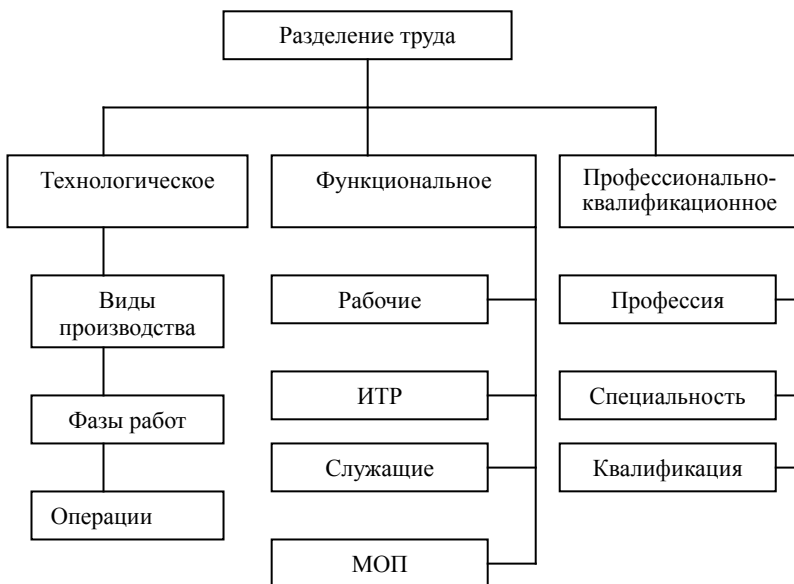 Разделение труда
Технологическое
Функциональное
Профессионально-
квалификационное
Виды
производства
Рабочие
Профессия
Фазы работ
ИТР
Специальность
Служащие
Квалификация
Операции
МОП